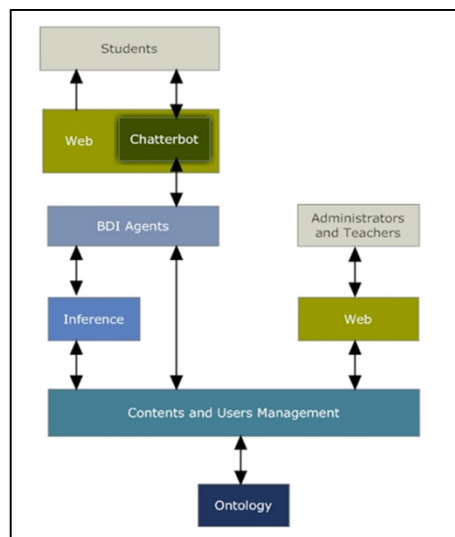 Students
Web
Chatterbot
BDI Agents
Administrators
and Teachers
Inference
Web
Contents and Users Management
Ontology